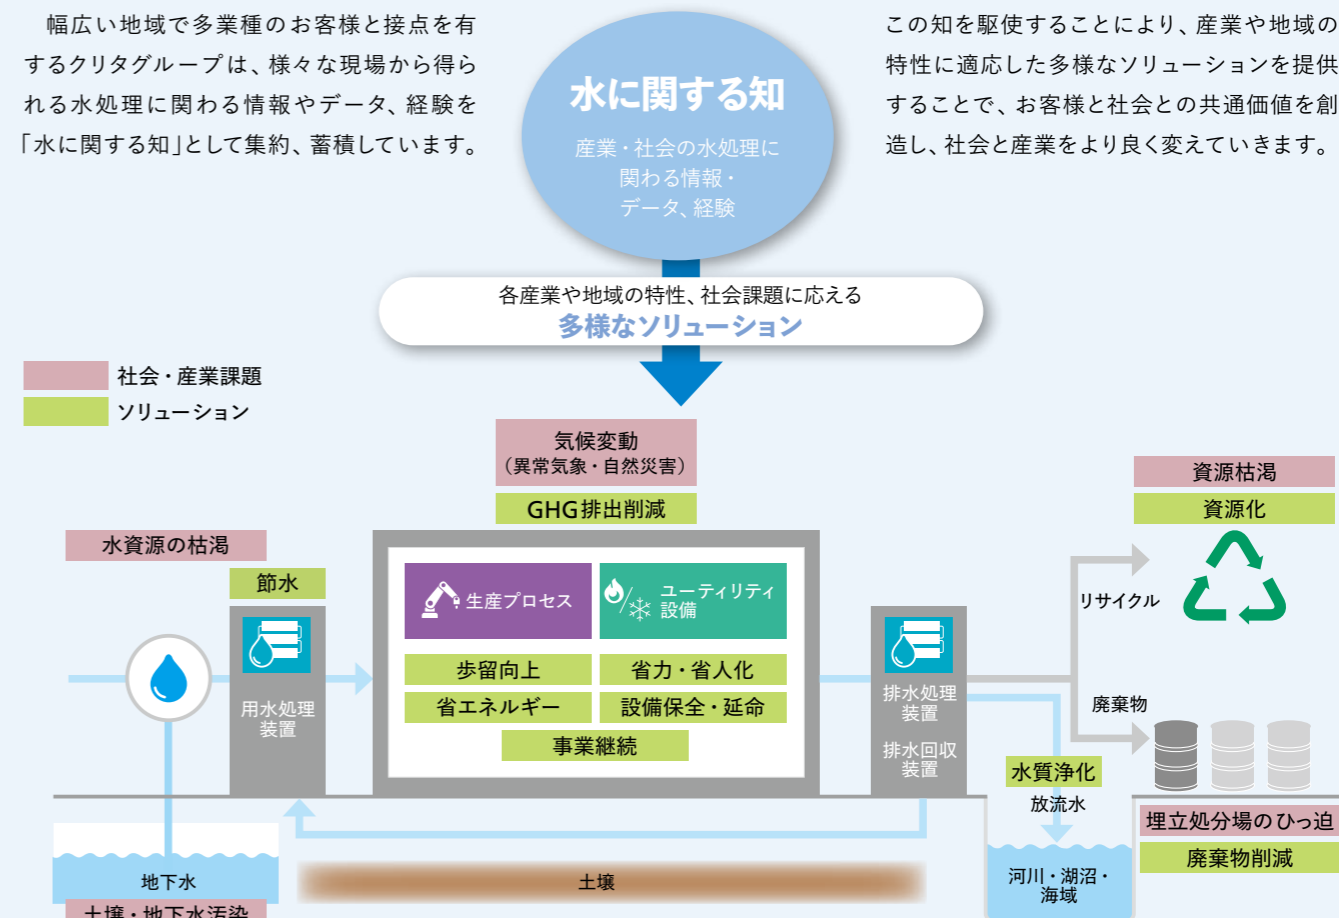 幅広い地域で多業種のお客様と接点を有
するクリタグループは、様々な現場から得ら
れる水処理に関わる情報やデータ、経験を
「水に関する知」として集約、蓄積しています。
水に関する知
産業・社会の水処理に
関わる情報・
データ、経験
この知を駆使することにより、産業や地域の
特性に適応した多様なソリューションを提供
することで、お客様と社会との共通価値を創
造し、社会と産業をより良く変えていきます。
各産業や地域の特性、社会課題に応える
多様なソリューション
社会・産業課題
ソリューション
気候変動
（異常気象・自然災害）
GHG排出削減
水資源の枯渇
節水
用水処理
装置
生産プロセス
ユーティリティ
設備
歩留向上
省力・省人化
省エネルギー
設備保全・延命
事業継続
排水処理
装置
排水回収
装置
資源枯渇
資源化
リサイクル
廃棄物
水質浄化
放流水
埋立処分場のひっ迫
廃棄物削減
地下水
土壌
河川・湖沼・
海域
土壌・地下水汚染